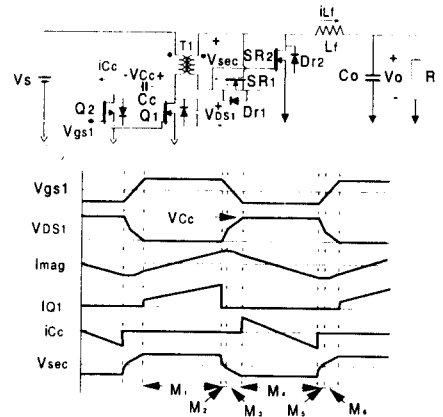 T1
+
SR2
iLf
Lf
iCc
-VCc+
Vsec
SR1
Dr2
+
Vs
Cc
-
Co
Vo
R
Q2
Q1
VDS1
Dr1
-
Vgs1
Vgs1
VCc
VDS1
Imag
IQ1
iCc
Vsec
M1
M4
M2
M3
M5
M6